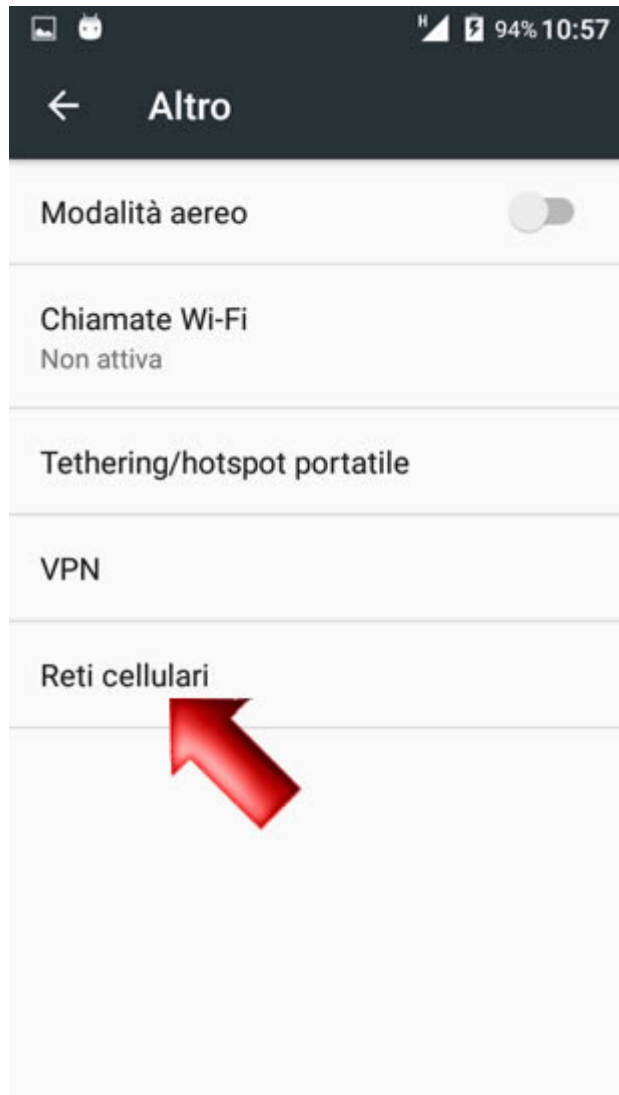 H 94% 10:57
Altro
Modalità aereo
Chiamate Wi-Fi
Non attiva
Tethering/hotspot portatile
VPN
Reti cellulari